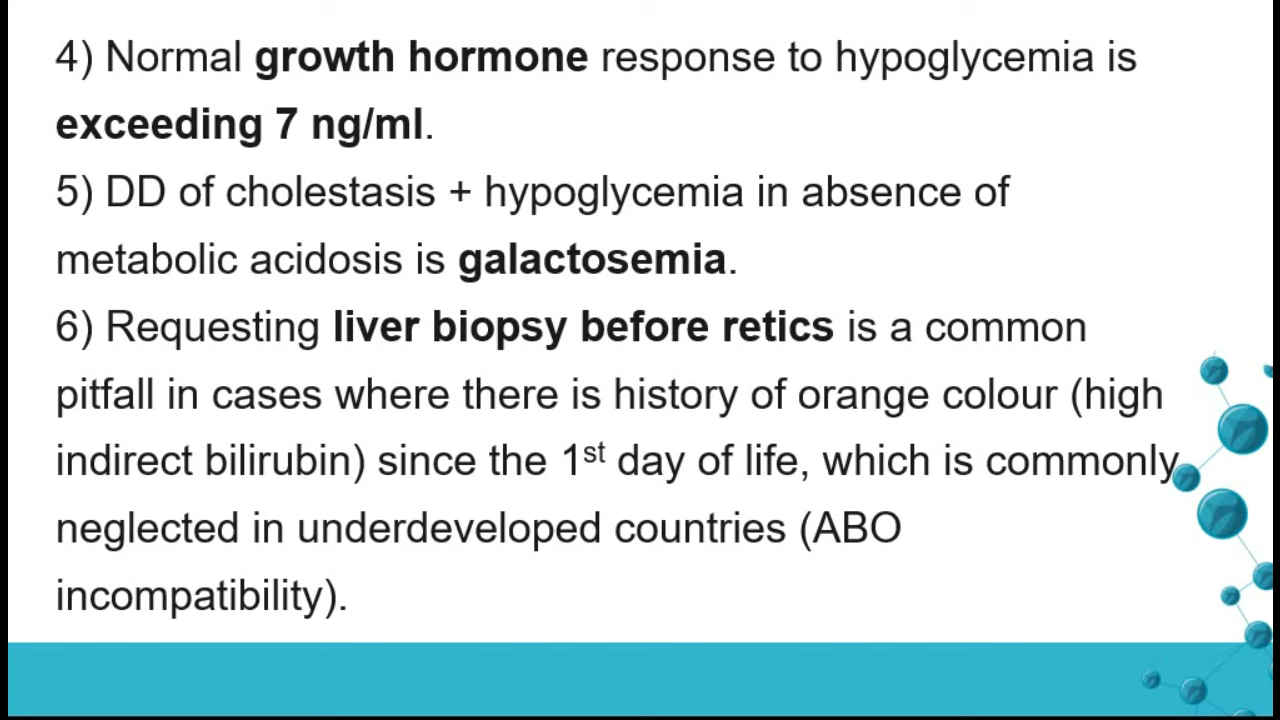 4) Normal growth hormone response to hypoglycemia is
exceeding 7 ng/ml.
5) DD of cholestasis + hypoglycemia in absence of
metabolic acidosis is galactosemia.
6) Requesting liver biopsy before retics is a common
pitfall in cases where there is history of orange colour (high
indirect bilirubin) since the 1st day of life, which is commonly
neglected in underdeveloped countries (ABO
incompatibility).